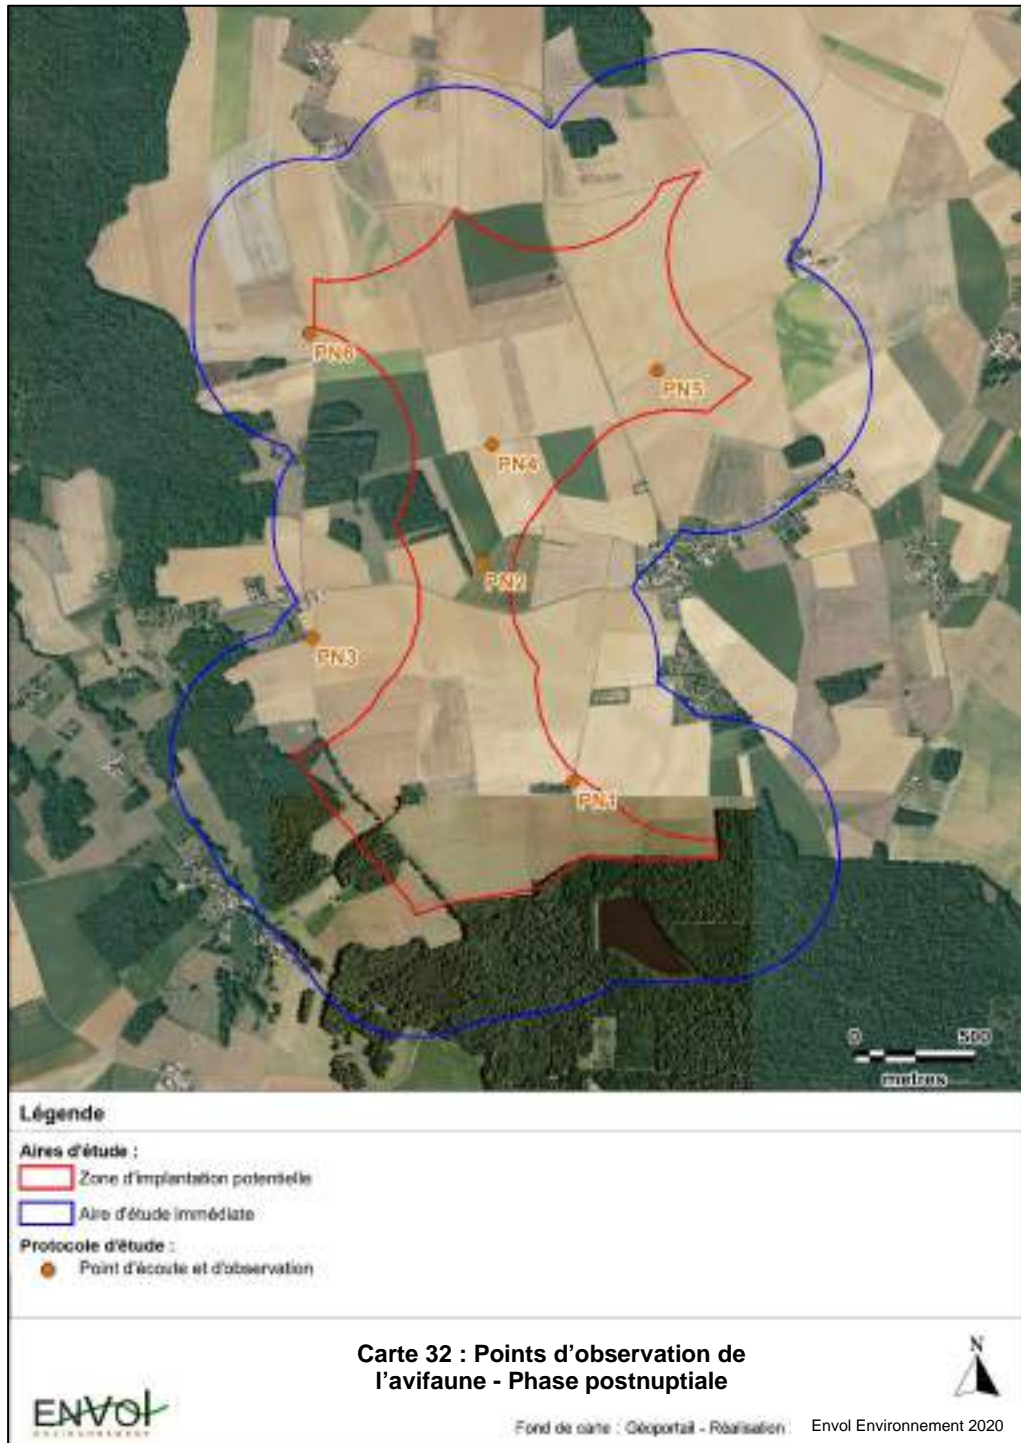 PN6
PN5
PN4
PN2
PN3
PN1
0 500
metres
Légende
Aires d'étude :
Zone d'implantation potentielle
Aire d'étude immédiate
Protocole d'étude :
Point d'écoute et d'observation
Carte 32 : Points d'observation de
l'avifaune - Phase postnuptiale
N
ENVOL
ENVIRONNEMENT
Fond de carte : Géoportail - Réalisation Envol Environnement 2020